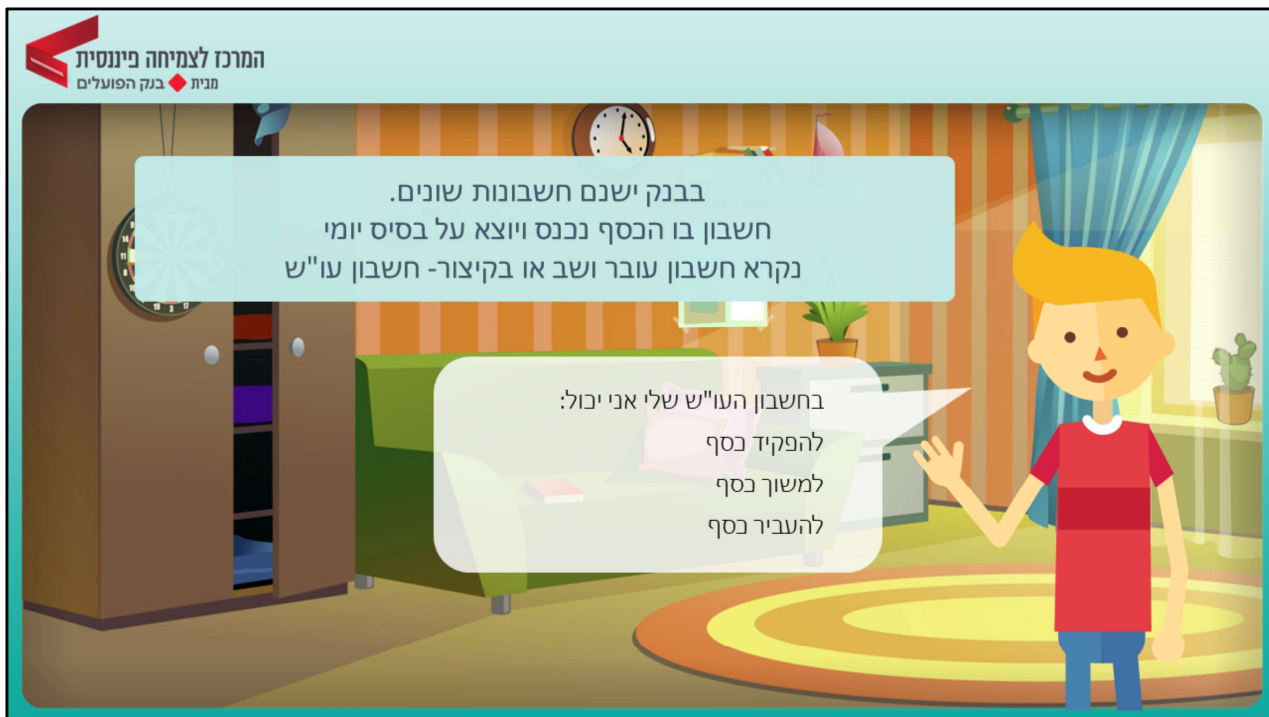 המרכז לצמיחה פיננסית
מבית בנק הפועלים
בבנק ישנם חשבונות שונים.
חשבון בו הכסף נכנס ויוצא על בסיס יומי
נקרא חשבון עובר ושב או בקיצור- חשבון עו"ש
בחשבון העו"ש שלי אני יכול:
להפקיד כסף
למשוך כסף
להעביר כסף